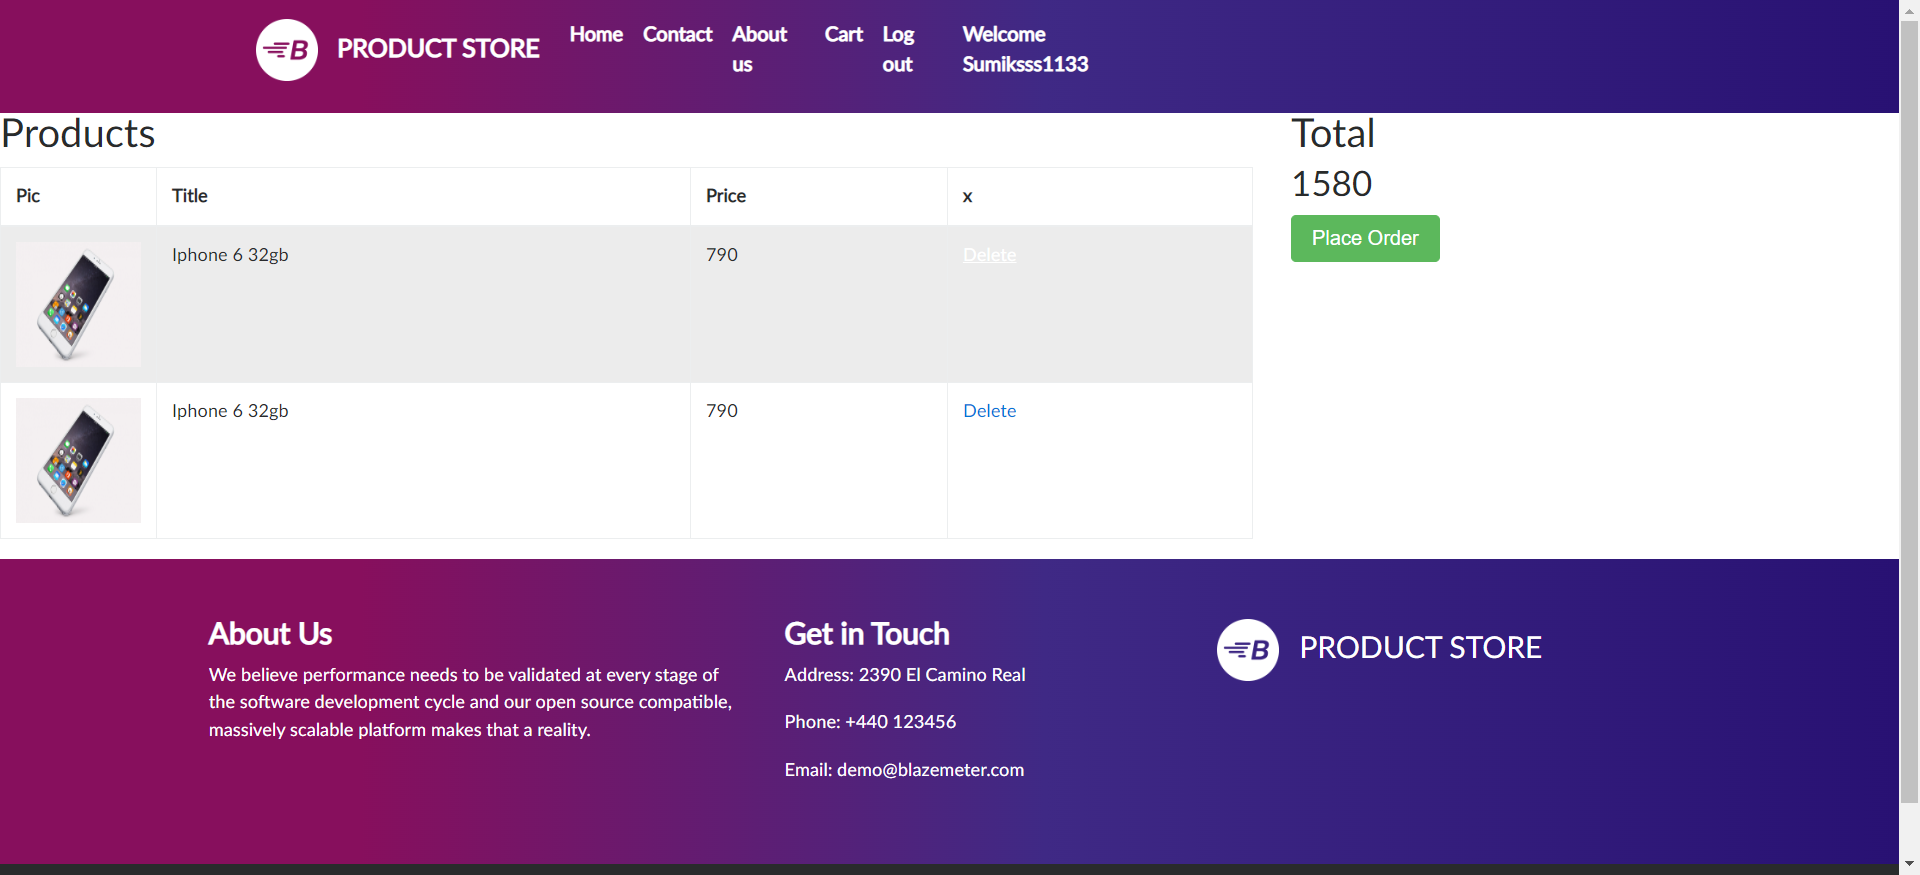 B PRODUCT STORE Home Contact About us Cart Log out Welcome Sumiksss1133
Products
Pic Title Price x
Iphone 6 32gb 790 Delete
Iphone 6 32gb 790 Delete
Total
1580
Place Order
About Us
We believe performance needs to be validated at every stage of
the software development cycle and our open source compatible,
massively scalable platform makes that a reality.
Get in Touch
Address: 2390 El Camino Real
Phone: +440 123456
Email: demo@blazemeter.com
B PRODUCT STORE